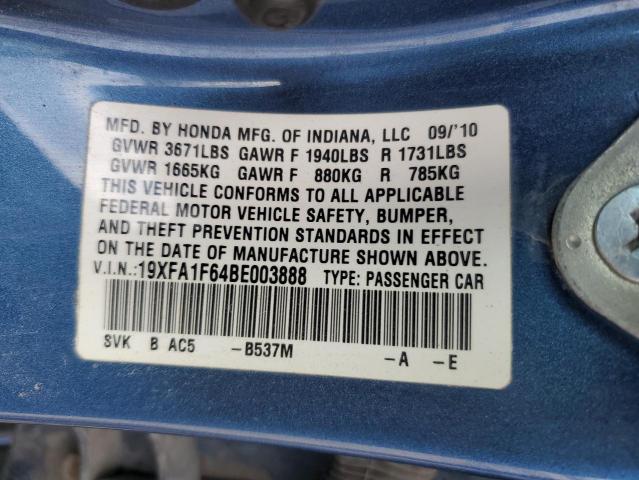 MFD. BY HONDA MFG. OF INDIANA, LLC 09/'10
GVWR 3671LBS GAWR F 1940LBS R 1731LBS
GVWR 1665KG GAWR F 880KG R 785KG
THIS VEHICLE CONFORMS TO ALL APPLICABLE
FEDERAL MOTOR VEHICLE SAFETY, BUMPER,
AND THEFT PREVENTION STANDARDS IN EFFECT
ON THE DATE OF MANUFACTURE SHOWN ABOVE.
V.I.N.:19XFA1F64BE003888 TYPE: PASSENGER CAR
SVK B AC5 -B537M -A -E